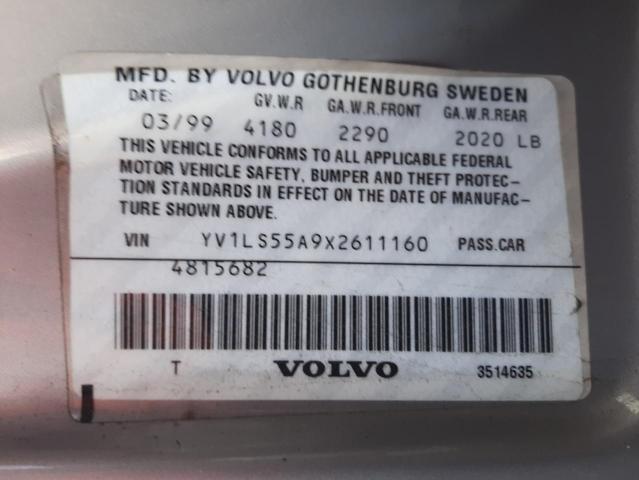 MFD. BY VOLVO GOTHENBURG SWEDEN
DATE: GV.W.R GA.W.R.FRONT GA.W.R.REAR
03/99 4180 2290 2020 LB
THIS VEHICLE CONFORMS TO ALL APPLICABLE FEDERAL
MOTOR VEHICLE SAFETY, BUMPER AND THEFT PROTEC-
TION STANDARDS IN EFFECT ON THE DATE OF MANUFAC-
TURE SHOWN ABOVE.
VIN YV1LS55A9X2611160 PASS.CAR
4815682
T VOLVO 3514635